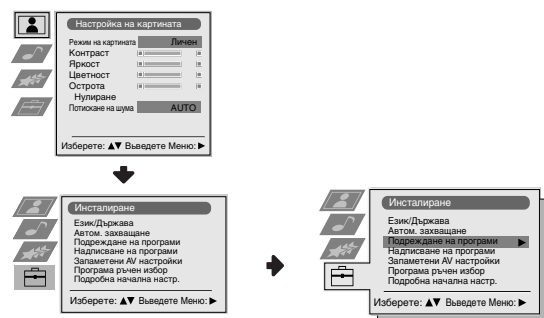 Настройка на картината
Режим на картината Личен
Контраст
Яркост
Цветност
Острота
Нулиране
Потискане на шума AUTO
Изберете: ▲▼ Въведете Меню: ▶
Инсталиране
Език/Държава
Автом. захващане
Подреждане на програми
Надписване на програми
Запаметени AV настройки
Програма ръчен избор
Подробна начална настр.
Изберете: ▲▼ Въведете Меню: ▶
Инсталиране
Език/Държава
Автом. захващане
Подреждане на програми ▶
Надписване на програми
Запаметени AV настройки
Програма ръчен избор
Подробна начална настр.
Изберете: ▲▼ Въведете Меню: ▶